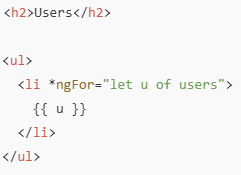 <h2>Users</h2>

<ul>
  <li *ngFor="let u of users">
    {{ u }}
  </li>
</ul>